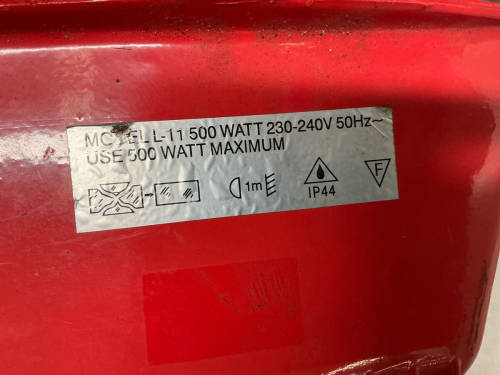 MODEL L-11 500 WATT 230-240V 50Hz~
USE 500 WATT MAXIMUM
1m
IP44
F